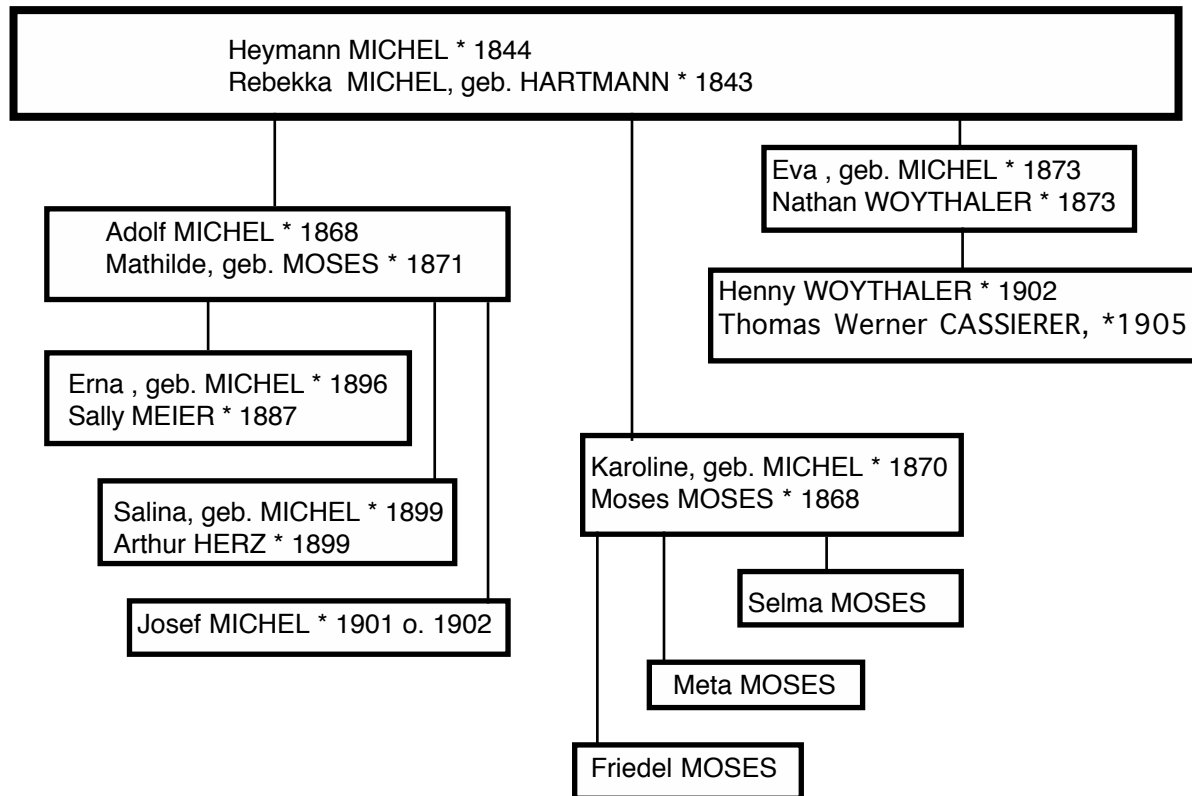 Heymann MICHEL * 1844
Rebekka MICHEL, geb. HARTMANN * 1843
Eva , geb. MICHEL * 1873
Nathan WOYTHALER * 1873
Adolf MICHEL * 1868
Mathilde, geb. MOSES * 1871
Henny WOYTHALER * 1902
Thomas Werner CASSIERER, *1905
Erna , geb. MICHEL * 1896
Sally MEIER * 1887
Karoline, geb. MICHEL * 1870
Moses MOSES * 1868
Salina, geb. MICHEL * 1899
Arthur HERZ * 1899
Selma MOSES
Josef MICHEL * 1901 o. 1902
Meta MOSES
Friedel MOSES